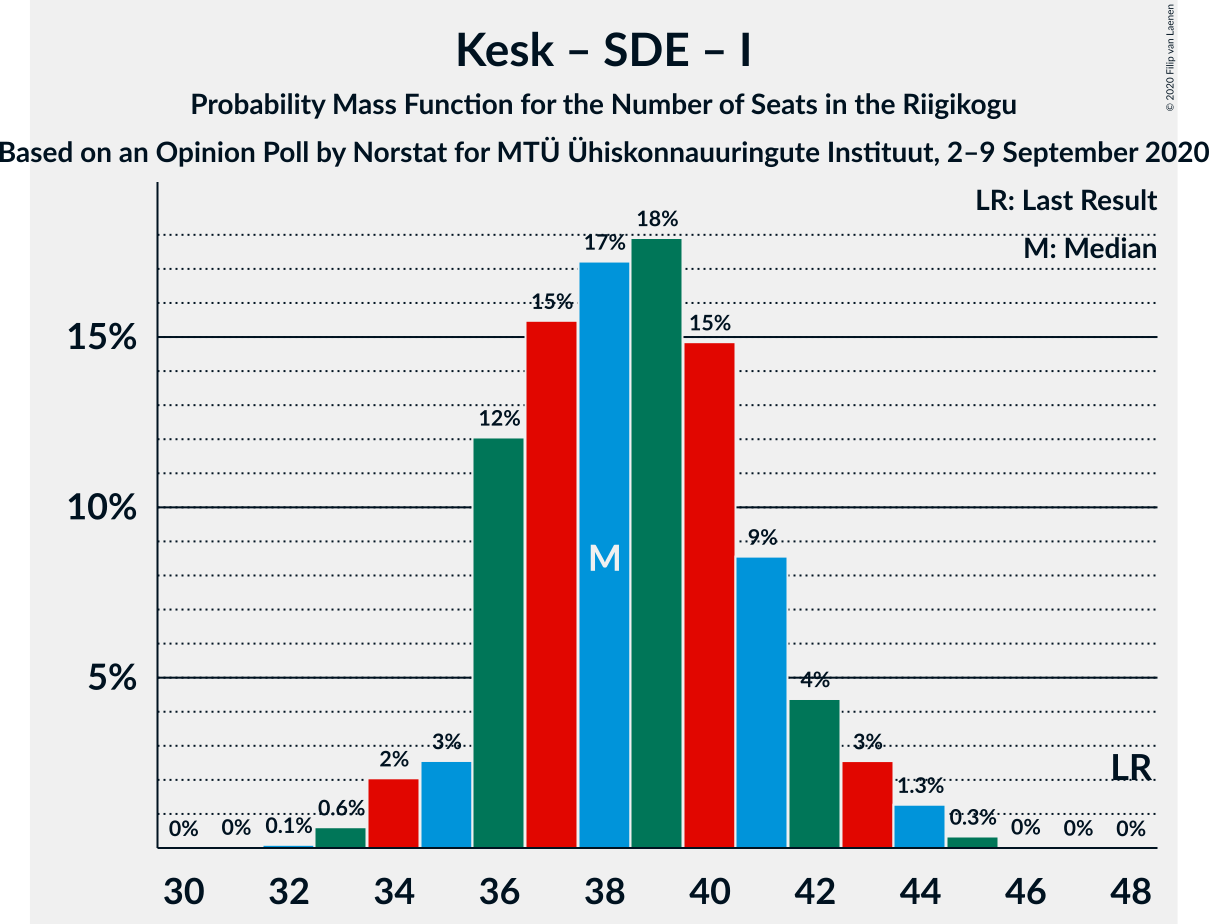 Kesk – SDE – I
Probability Mass Function for the Number of Seats in the Riigikogu
Based on an Opinion Poll by Norstat for MTÜ Ühiskonnauuringute Instituut, 2–9 September 2020
© 2020 Filip van Laenen
LR: Last Result
M: Median
15%
10%
5%
0%
0%
0.1%
0.6%
2%
3%
12%
15%
17%
18%
15%
9%
4%
3%
1.3%
0.3%
0%
0%
0%
M
LR
30 32 34 36 38 40 42 44 46 48